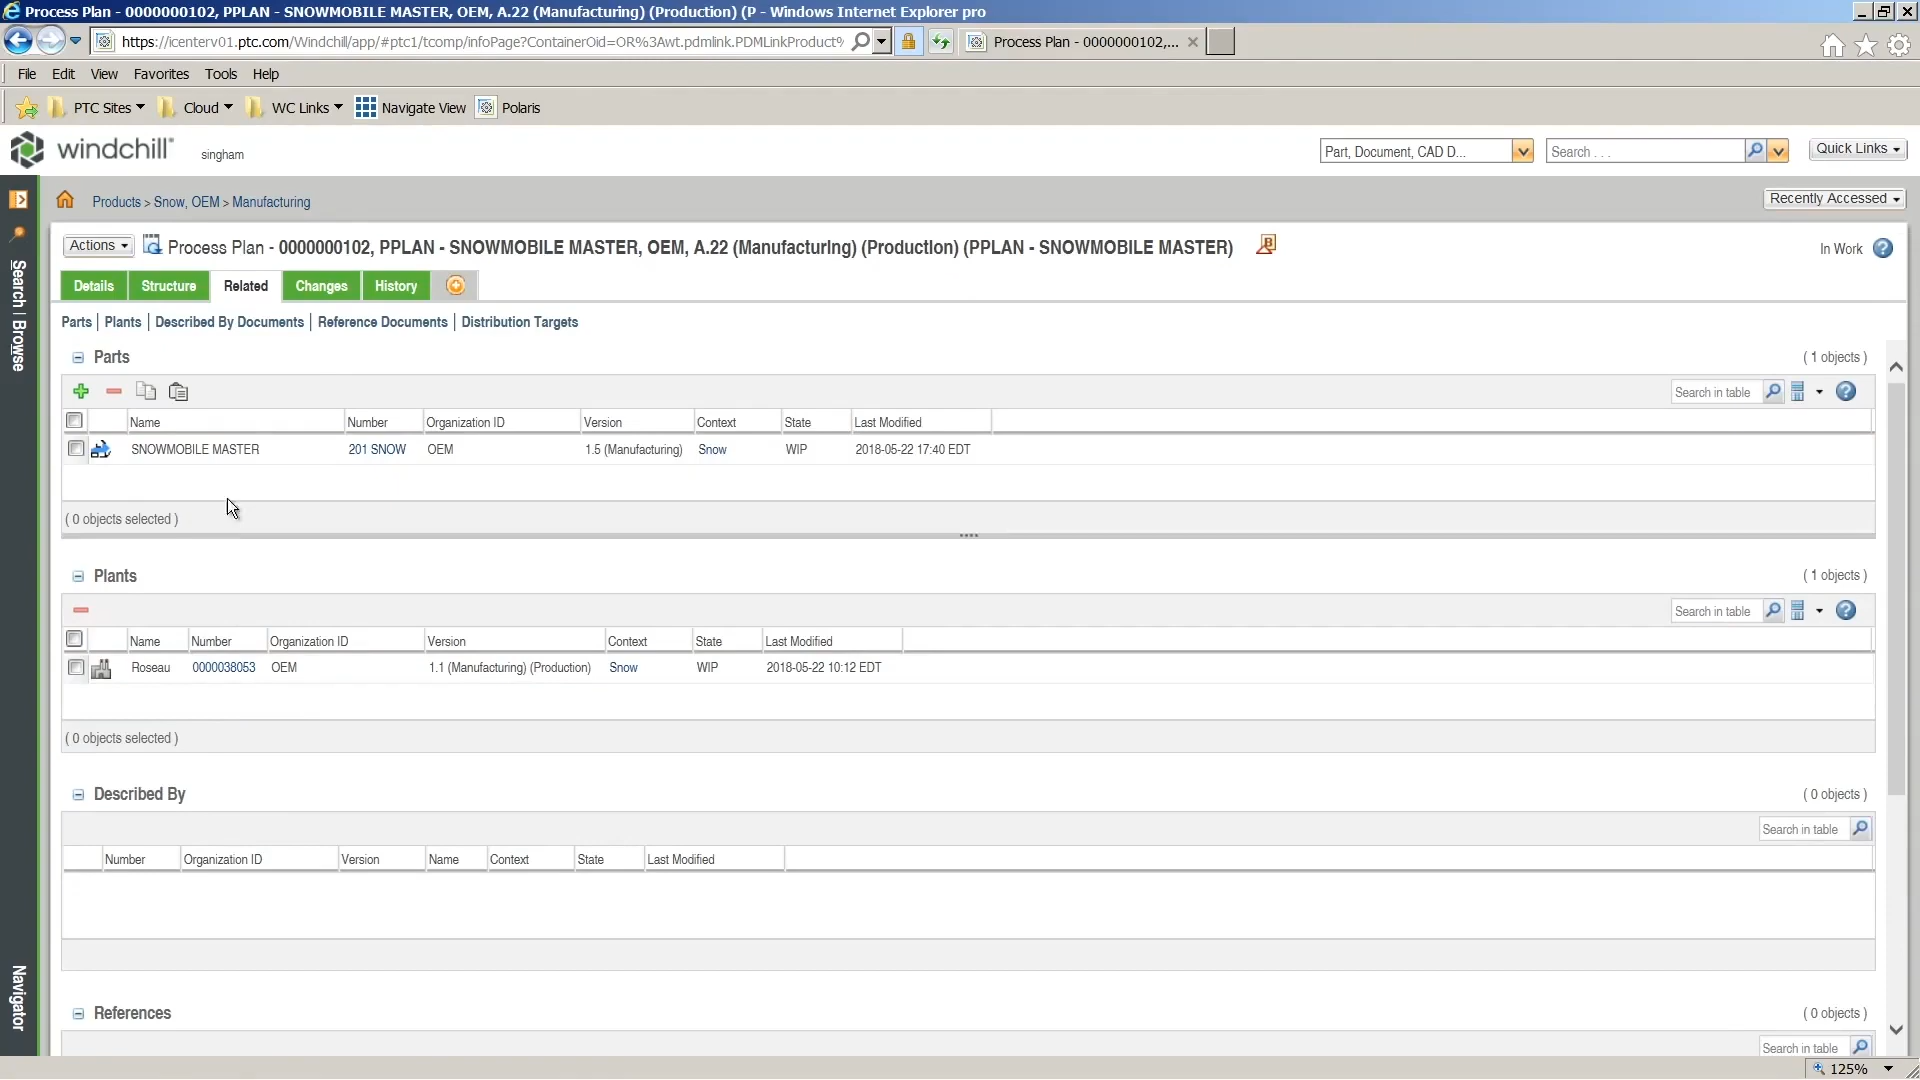 Process Plan - 0000000102, PPLAN - SNOWMOBILE MASTER, OEM, A.22 (Manufacturing) (Production) (P - Windows Internet Explorer pro
https://icenterv01.ptc.com/Windchill/app/#ptc1/tcomp/infoPage?ContainerOid=OR%3Awt.pdmlink.PDMLinkProduct% Process Plan - 0000000102,...
File Edit View Favorites Tools Help
PTC Sites Cloud WC Links Navigate View Polaris
windchill singham Part, Document, CAD D... Search . . . Quick Links
Products > Snow, OEM > Manufacturing Recently Accessed
Actions Process Plan - 0000000102, PPLAN - SNOWMOBILE MASTER, OEM, A.22 (Manufacturing) (Production) (PPLAN - SNOWMOBILE MASTER) In Work
Details Structure Related Changes History
Search | Browse
Parts | Plants | Described By Documents | Reference Documents | Distribution Targets
Parts ( 1 objects )
Search in table
Name Number Organization ID Version Context State Last Modified
SNOWMOBILE MASTER 201 SNOW OEM 1.5 (Manufacturing) Snow WIP 2018-05-22 17:40 EDT
( 0 objects selected )
Plants ( 1 objects )
Search in table
Name Number Organization ID Version Context State Last Modified
Roseau 0000038053 OEM 1.1 (Manufacturing) (Production) Snow WIP 2018-05-22 10:12 EDT
( 0 objects selected )
Described By ( 0 objects )
Search in table
Number Organization ID Version Name Context State Last Modified
Navigator
References ( 0 objects )
Search in table
125%